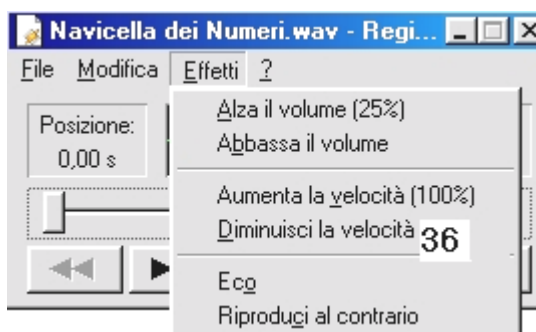 Navicella dei Numeri.wav - Regi...
File Modifica Effetti ?
Posizione:
0,00 s
Alza il volume (25%)
Abbassa il volume
Aumenta la velocità (100%)
Diminuisci la velocità
36
Eco
Riproduci al contrario